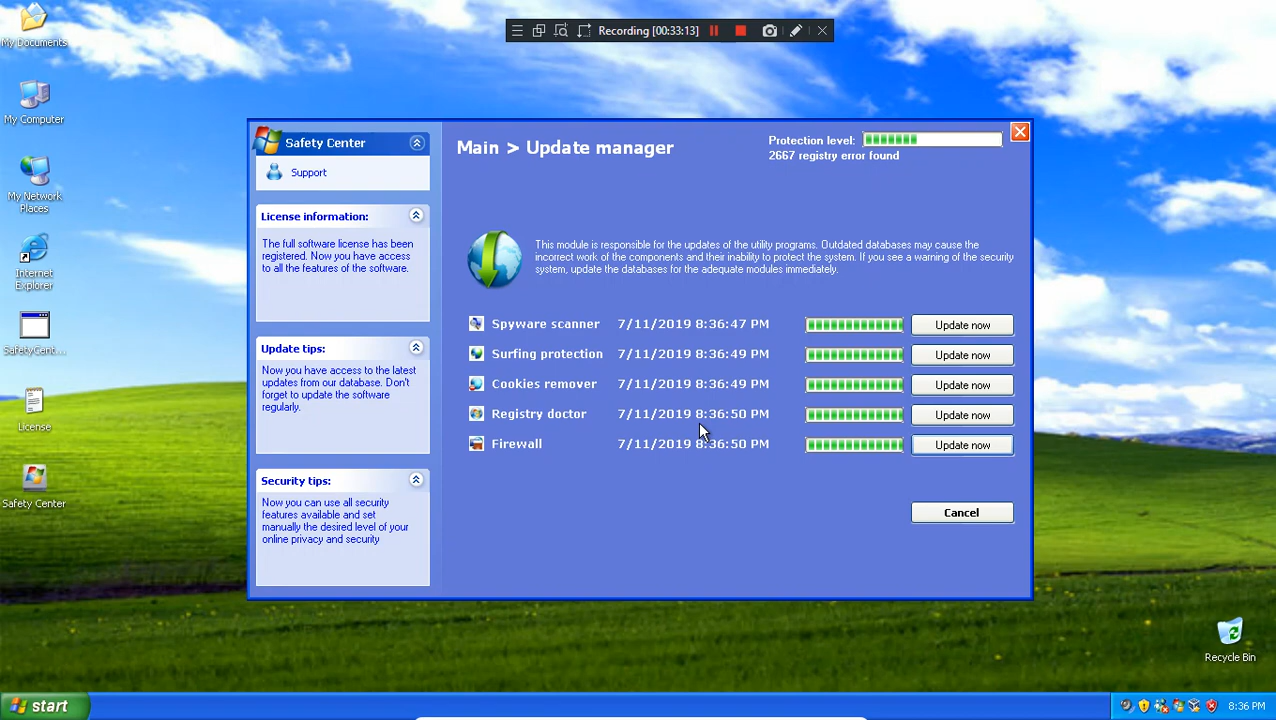 My Documents
My Computer
My Network
Places
Internet
Explorer
SafetyCent...
License
Safety Center
Recording [00:33:13]
Safety Center
Support
License information:
The full software license has been
registered. Now you have access
to all the features of the software.
Update tips:
Now you have access to the latest
updates from our database. Don't
forget to update the software
regularly.
Security tips:
Now you can use all security
features available and set
manually the desired level of your
online privacy and security
Main > Update manager
Protection level:
2667 registry error found
This module is responsible for the updates of the utility programs. Outdated databases may cause the
incorrect work of the components and their inability to protect the system. If you see a warning of the security
system, update the databases for the adequate modules immediately.
Spyware scanner 7/11/2019 8:36:47 PM Update now
Surfing protection 7/11/2019 8:36:49 PM Update now
Cookies remover 7/11/2019 8:36:49 PM Update now
Registry doctor 7/11/2019 8:36:50 PM Update now
Firewall 7/11/2019 8:36:50 PM Update now
Cancel
Recycle Bin
start
8:36 PM